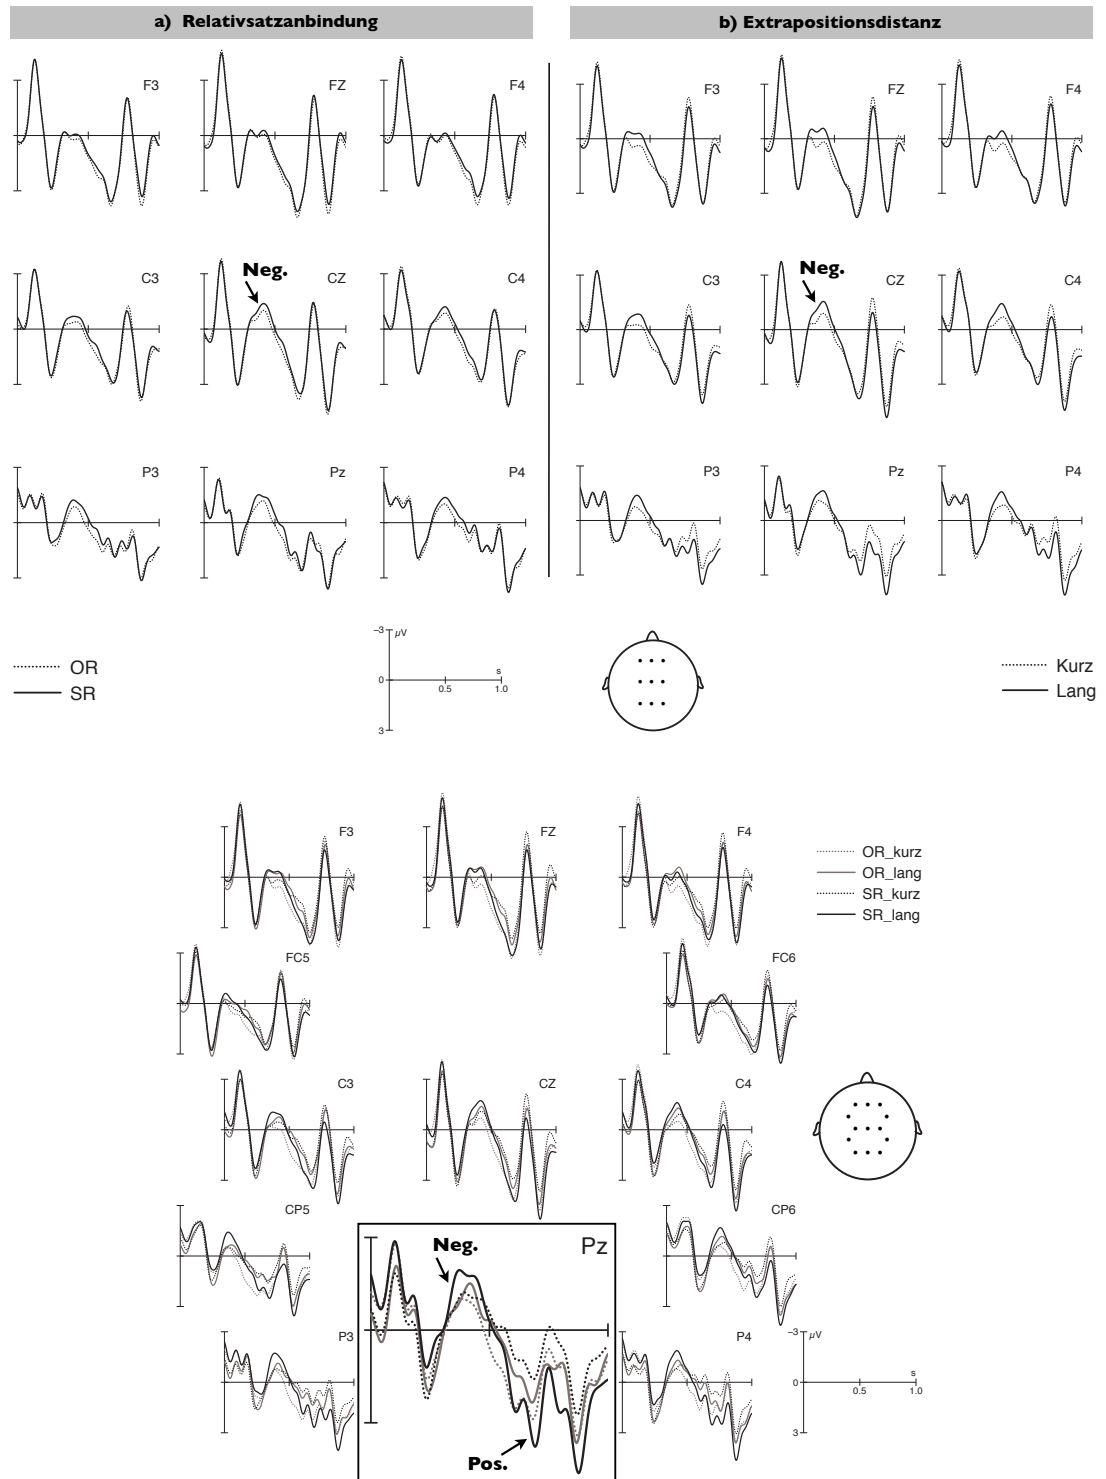 a) Relativsatzanbindung
b) Extrapositionsdistanz
F3 FZ F4
F3 FZ F4
C3 Neg. CZ C4
C3 Neg. CZ C4
P3 Pz P4
P3 Pz P4
OR
SR
-3 µV
0
3
0.5
s
1.0
Kurz
Lang
F3 FZ F4
OR_kurz
OR_lang
SR_kurz
SR_lang
FC5 FC6
C3 CZ C4
CP5 CP6
Neg. Pz
P3 P4
Pos.
-3 µV
0
3
0.5
s
1.0